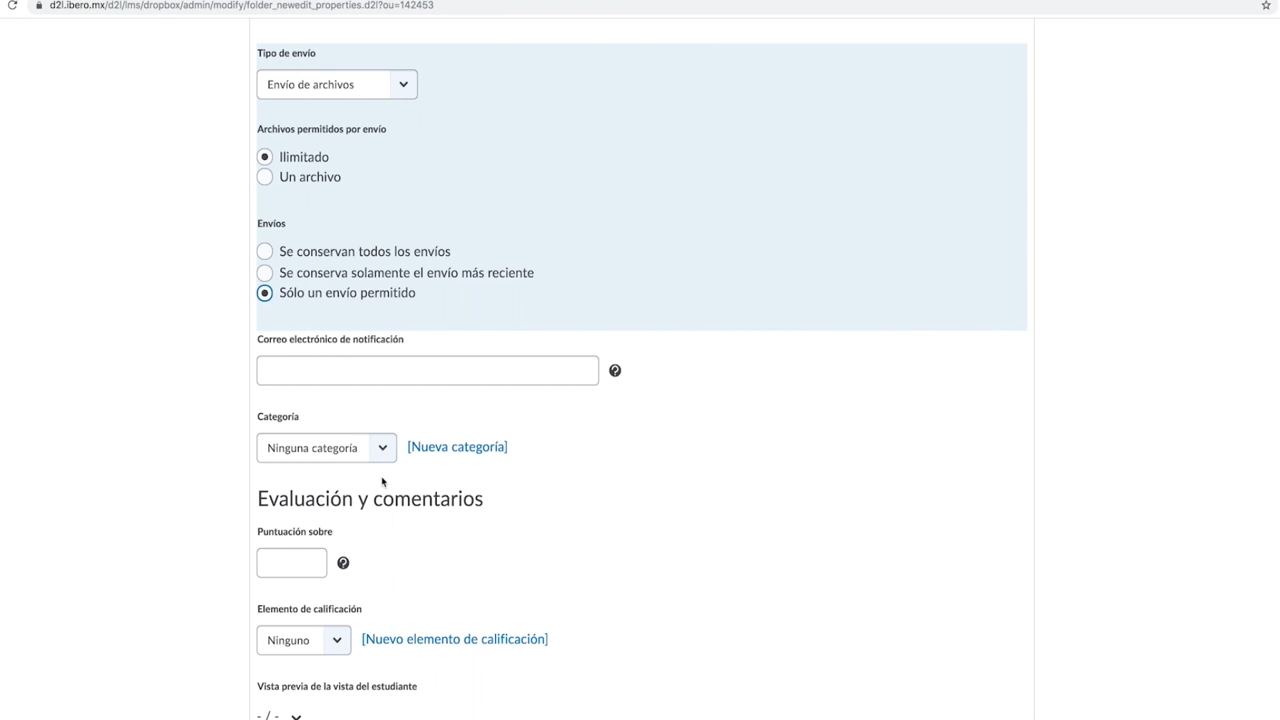 d2l.ibero.mx/d2l/lms/dropbox/admin/modify/folder_newedit_properties.d2l?ou=142453
Tipo de envío
Envío de archivos
Archivos permitidos por envío
Ilimitado
Un archivo
Envíos
Se conservan todos los envíos
Se conserva solamente el envío más reciente
Sólo un envío permitido
Correo electrónico de notificación
Categoría
Ninguna categoría [Nueva categoría]
Evaluación y comentarios
Puntuación sobre
Elemento de calificación
Ninguno [Nuevo elemento de calificación]
Vista previa de la vista del estudiante
- / -